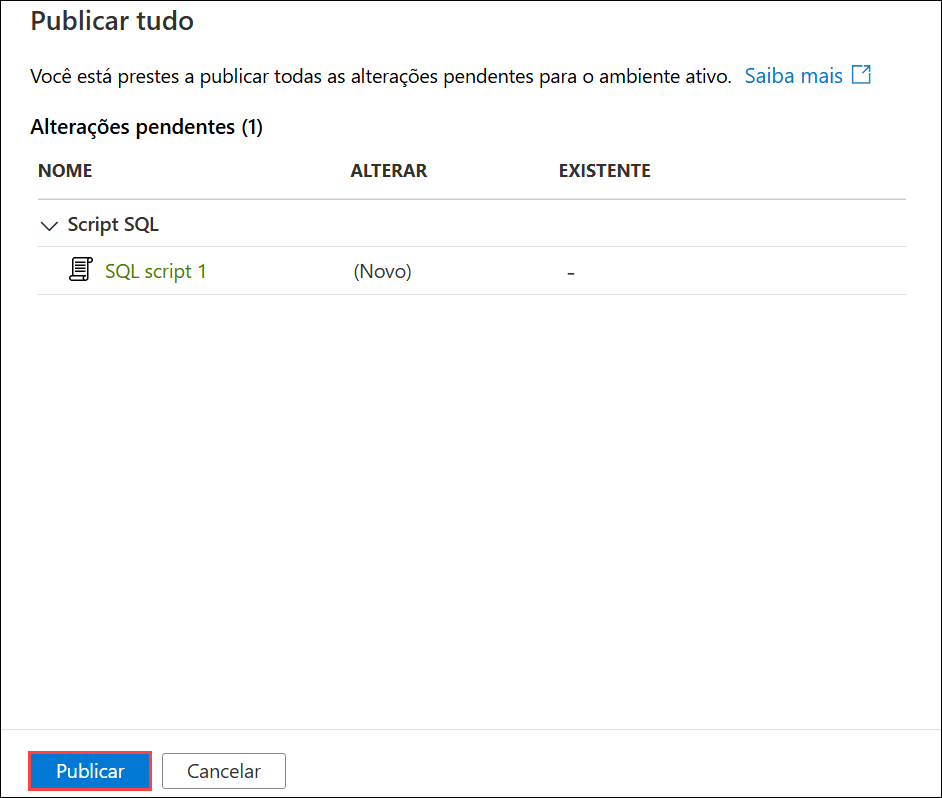 Publicar tudo
Você está prestes a publicar todas as alterações pendentes para o ambiente ativo. Saiba mais
Alterações pendentes (1)
NOME ALTERAR EXISTENTE
Script SQL
SQL script 1 (Novo) -
Publicar Cancelar